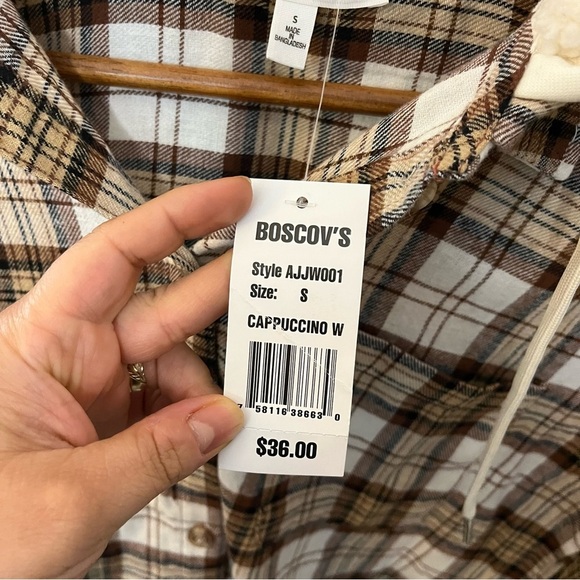 S
MADE
IN
BANGLADESH
BOSCOV'S
Style AJJW001
Size: S
CAPPUCCINO W
7 58116 38663 0
$36.00